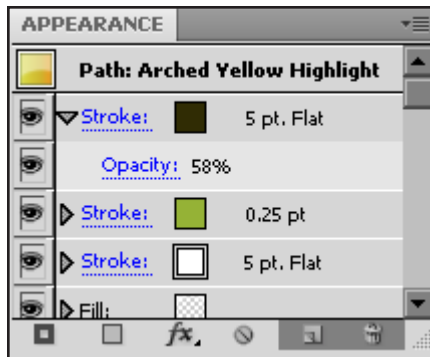 APPEARANCE
Path: Arched Yellow Highlight
Stroke: 5 pt. Flat
Opacity: 58%
Stroke: 0.25 pt
Stroke: 5 pt. Flat
Fill:
fx.